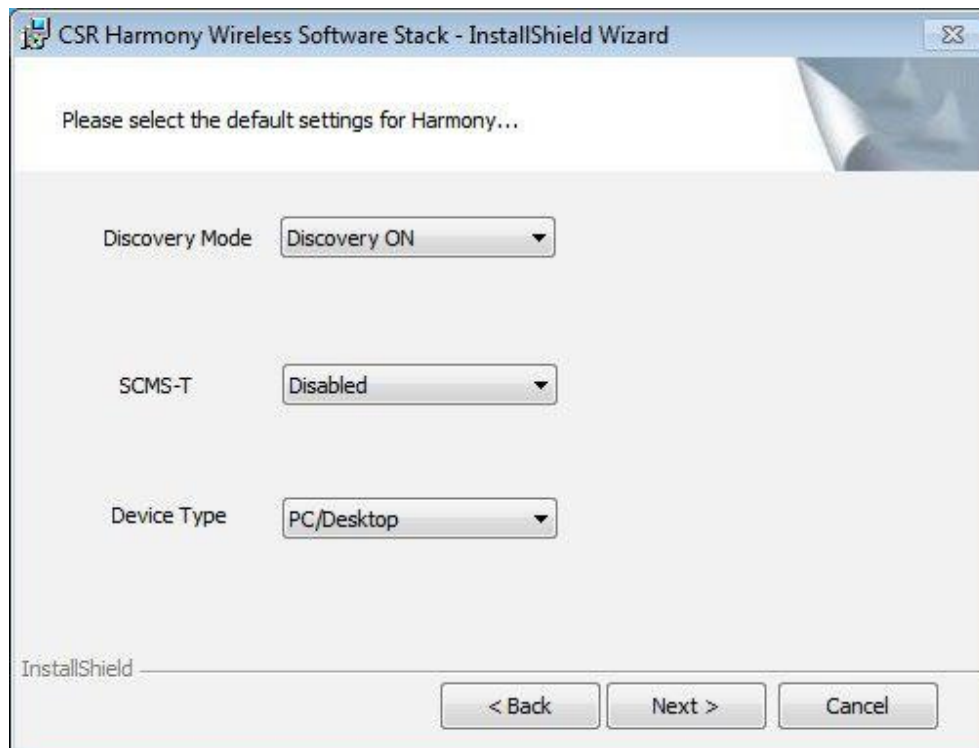 CSR Harmony Wireless Software Stack - InstallShield Wizard
Please select the default settings for Harmony...
Discovery Mode Discovery ON
SCMS-T Disabled
Device Type PC/Desktop
InstallShield
< Back Next > Cancel